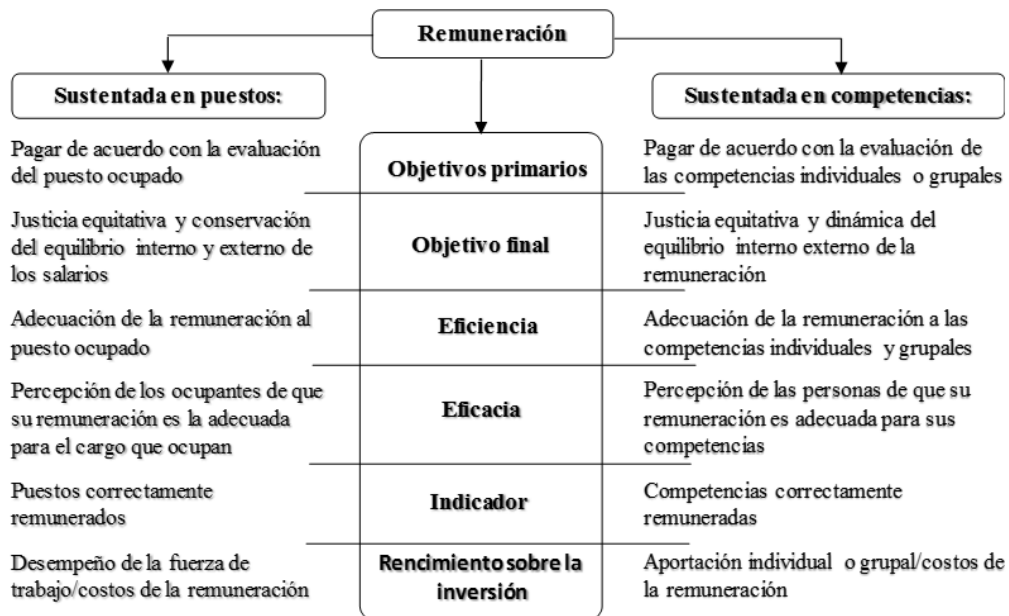 Remuneración
Sustentada en puestos:
Sustentada en competencias:
Pagar de acuerdo con la evaluación
del puesto ocupado
Objetivos primarios
Pagar de acuerdo con la evaluación de
las competencias individuales o grupales
Justicia equitativa y conservación
del equilibrio interno y externo de
los salarios
Objetivo final
Justicia equitativa y dinámica del
equilibrio interno externo de la
remuneración
Adecuación de la remuneración al
puesto ocupado
Eficiencia
Adecuación de la remuneración a las
competencias individuales y grupales
Percepción de los ocupantes de que
su remuneración es la adecuada
para el cargo que ocupan
Eficacia
Percepción de las personas de que su
remuneración es adecuada para sus
competencias
Puestos correctamente
remunerados
Indicador
Competencias correctamente
remuneradas
Desempeño de la fuerza de
trabajo/costos de la remuneración
Rencimiento sobre la
inversión
Aportación individual o grupal/costos de
la remuneración